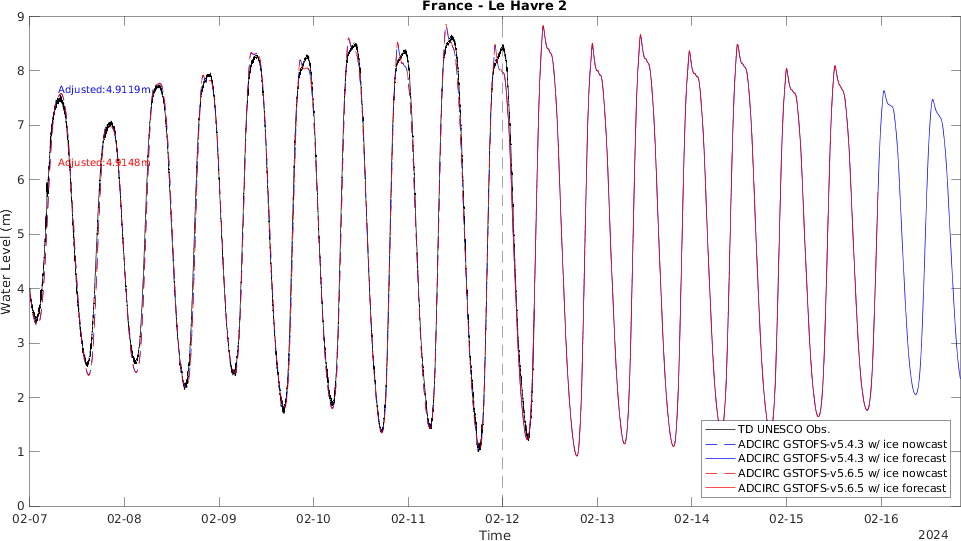 France - Le Havre 2
Water Level (m)
9
8
7
6
5
4
3
2
1
0
Adjusted:4.9119m
Adjusted:4.9148m
TD UNESCO Obs.
ADCIRC GSTOFS-v5.4.3 w/ ice nowcast
ADCIRC GSTOFS-v5.4.3 w/ ice forecast
ADCIRC GSTOFS-v5.6.5 w/ ice nowcast
ADCIRC GSTOFS-v5.6.5 w/ ice forecast
02-07 02-08 02-09 02-10 02-11 02-12 02-13 02-14 02-15 02-16
Time
2024